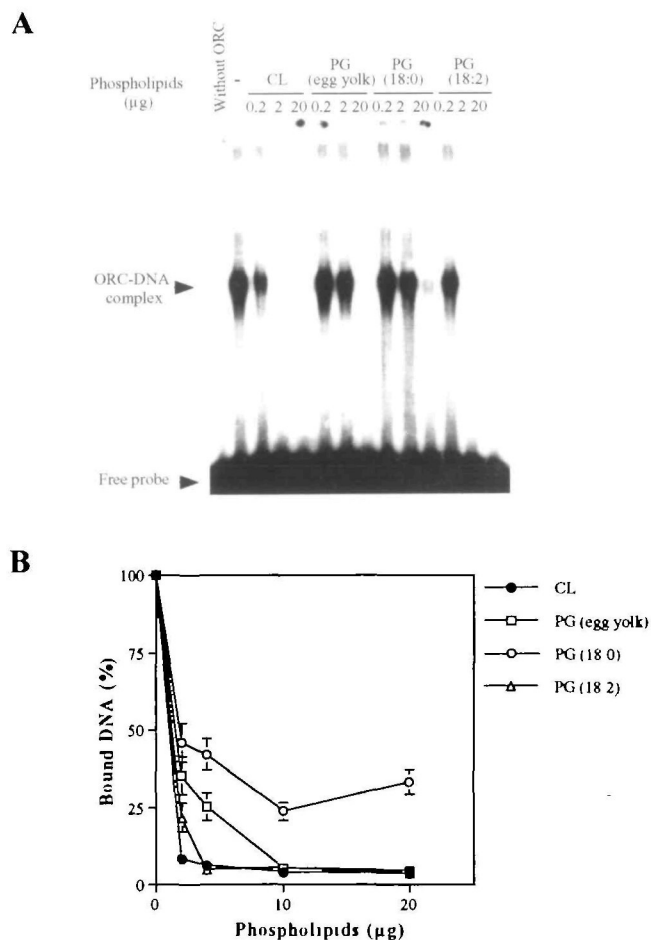 A
Phospholipids
(µg)
Without ORC
-
CL
PG
(egg yolk)
PG
(18:0)
PG
(18:2)
0.2 2 20 0.2 2 20 0.2 2 20 0.2 2 20
ORC-DNA
complex
Free probe
B
Bound DNA (%)
100
75
50
25
0
0 10 20
Phospholipids (µg)
CL
PG (egg yolk)
PG (18 0)
PG (18 2)